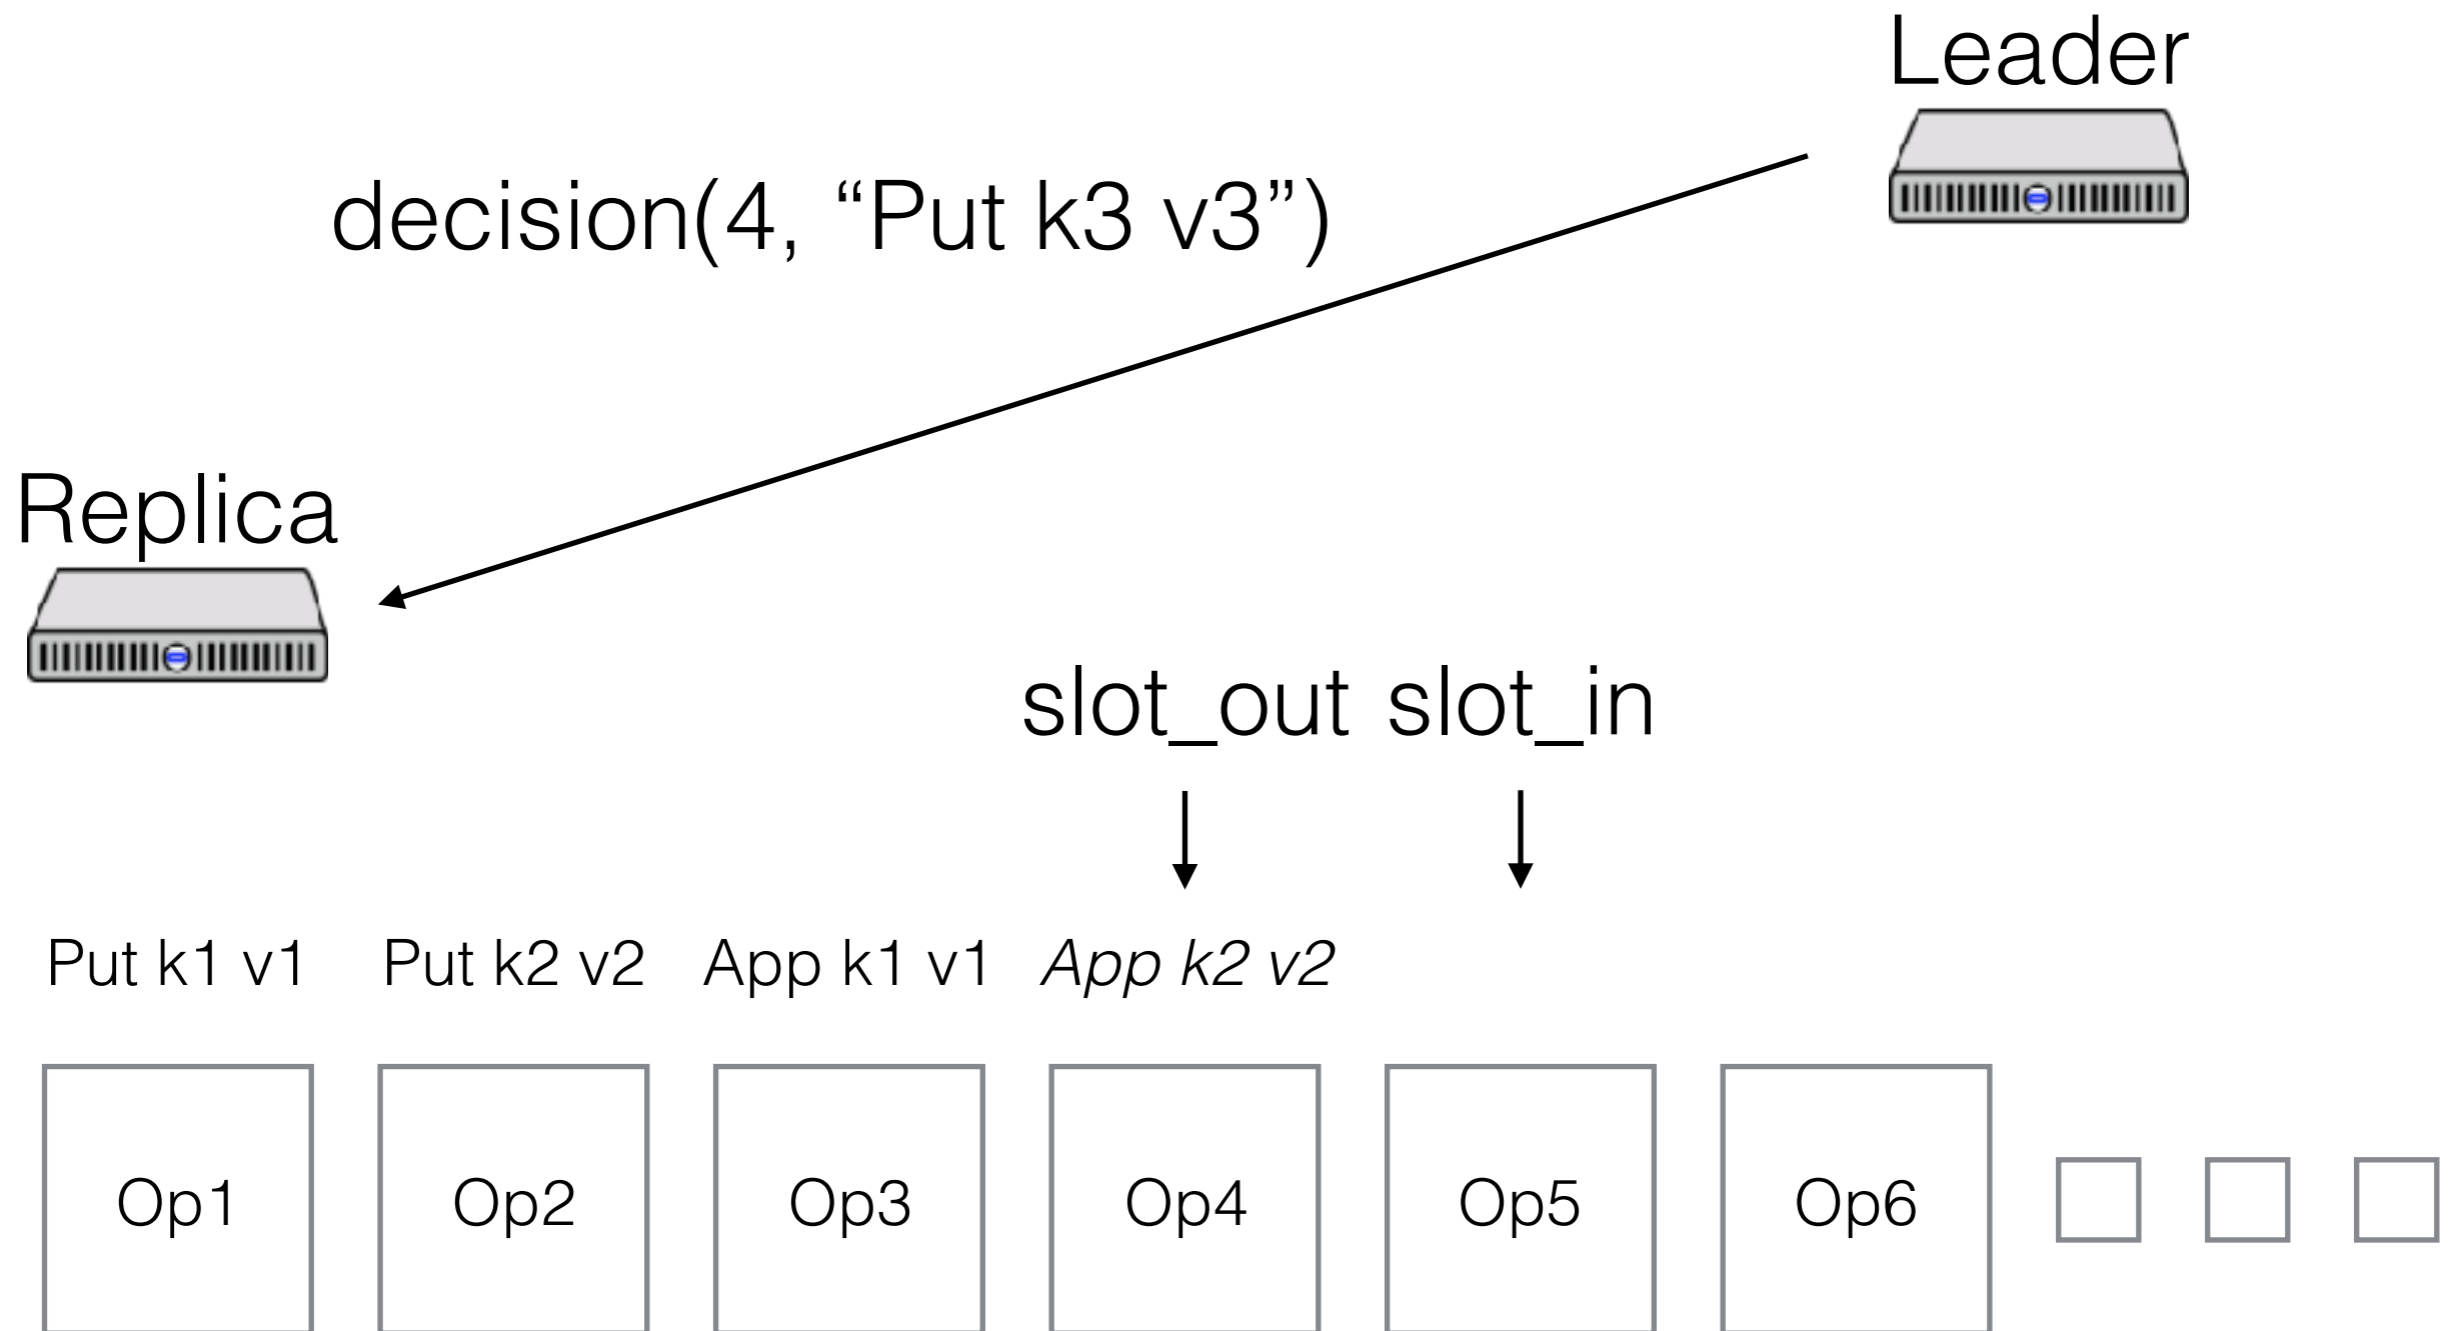 Leader
decision(4, “Put k3 v3”)
Replica
slot_out slot_in
Put k1 v1 Put k2 v2 App k1 v1 App k2 v2
Op1 Op2 Op3 Op4 Op5 Op6